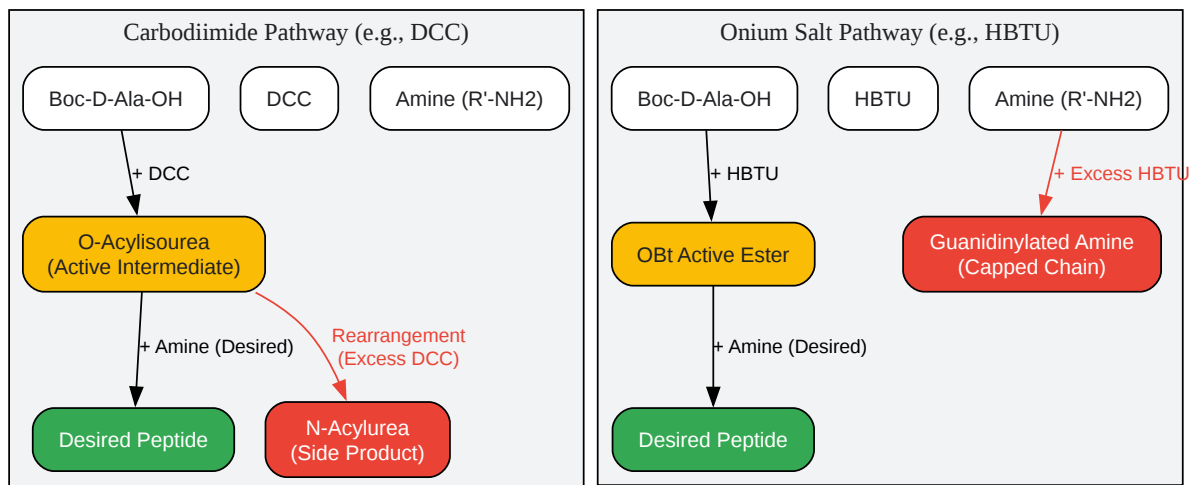 Carbodiimide Pathway (e.g., DCC)
Boc-D-Ala-OH
DCC
Amine (R'-NH2)
+ DCC
O-Acylisourea
(Active Intermediate)
+ Amine (Desired)
Rearrangement
(Excess DCC)
Desired Peptide
N-Acylurea
(Side Product)
Onium Salt Pathway (e.g., HBTU)
Boc-D-Ala-OH
HBTU
Amine (R'-NH2)
+ HBTU
+ Excess HBTU
OBt Active Ester
Guanidinylated Amine
(Capped Chain)
+ Amine (Desired)
Desired Peptide